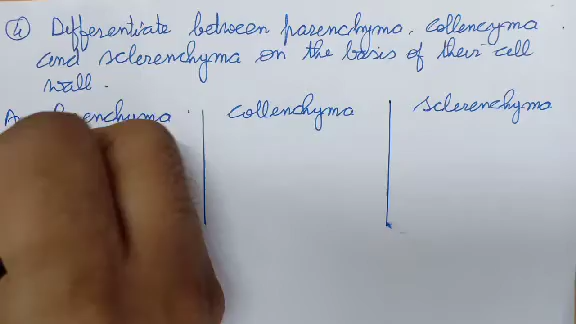 4 Differentiate between parenchyma, collencyma
and sclerenchyma on the basis of their cell
wall.
collenchyma sclerenchyma